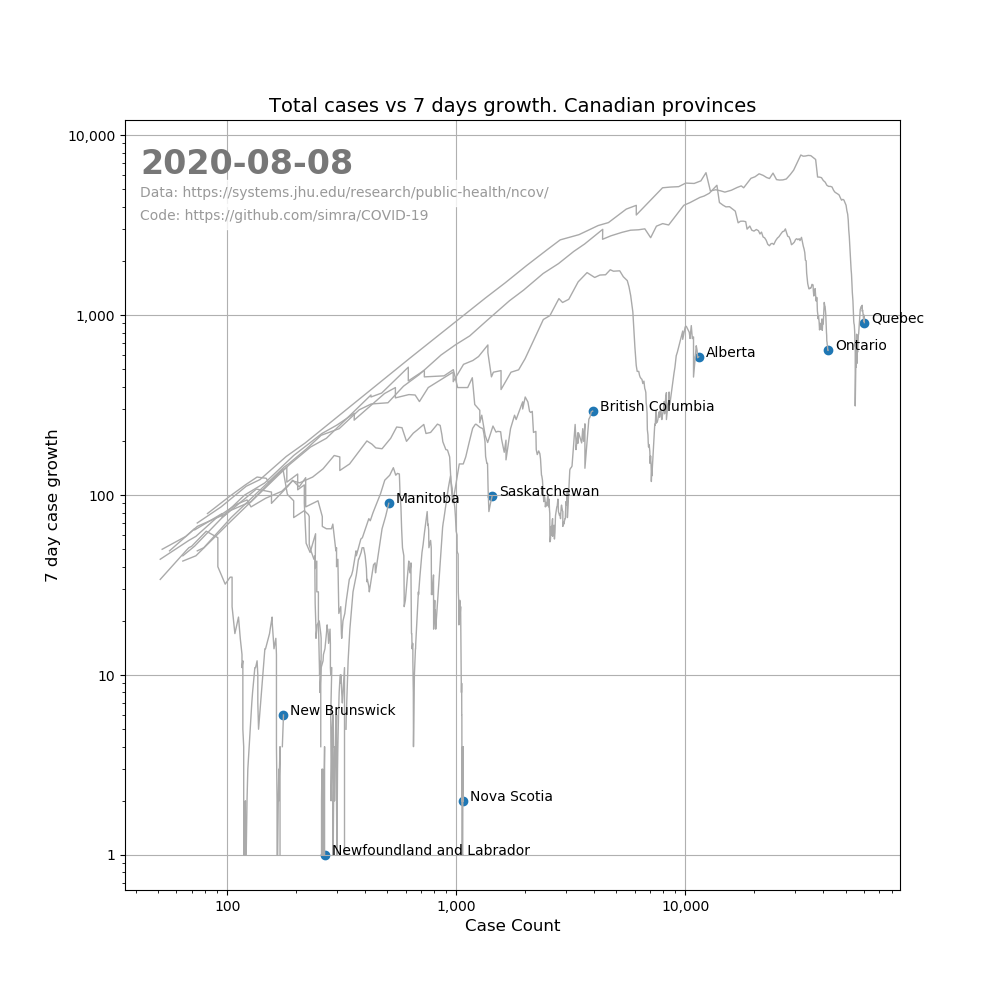 Total cases vs 7 days growth. Canadian provinces
10,000
2020-08-08
Data: https://systems.jhu.edu/research/public-health/ncov/
Code: https://github.com/simra/COVID-19
1,000
Quebec
Ontario
Alberta
British Columbia
100
Manitoba
Saskatchewan
7 day case growth
10
New Brunswick
Nova Scotia
1
Newfoundland and Labrador
100
1,000
10,000
Case Count